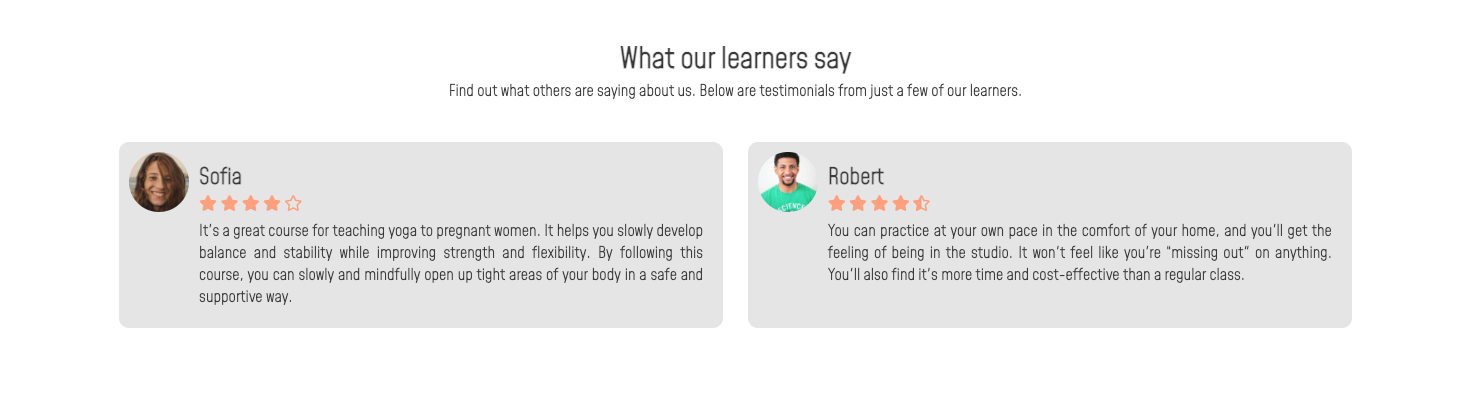 What our learners say
Find out what others are saying about us. Below are testimonials from just a few of our learners.
Sofia
It's a great course for teaching yoga to pregnant women. It helps you slowly develop
balance and stability while improving strength and flexibility. By following this
course, you can slowly and mindfully open up tight areas of your body in a safe and
supportive way.
Robert
You can practice at your own pace in the comfort of your home, and you'll get the
feeling of being in the studio. It won't feel like you're “missing out” on anything.
You'll also find it's more time and cost-effective than a regular class.